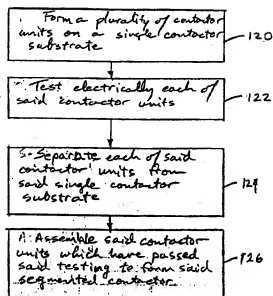 Form a plurality of contactor
units on a single contactor
substrate
120
Test electrically each of
said contactor units
122
Separate each of said
contactor units from
said single contactor
substrate
124
Assemble said contactor
units which have passed
said testing to form said
segmented contactor
126